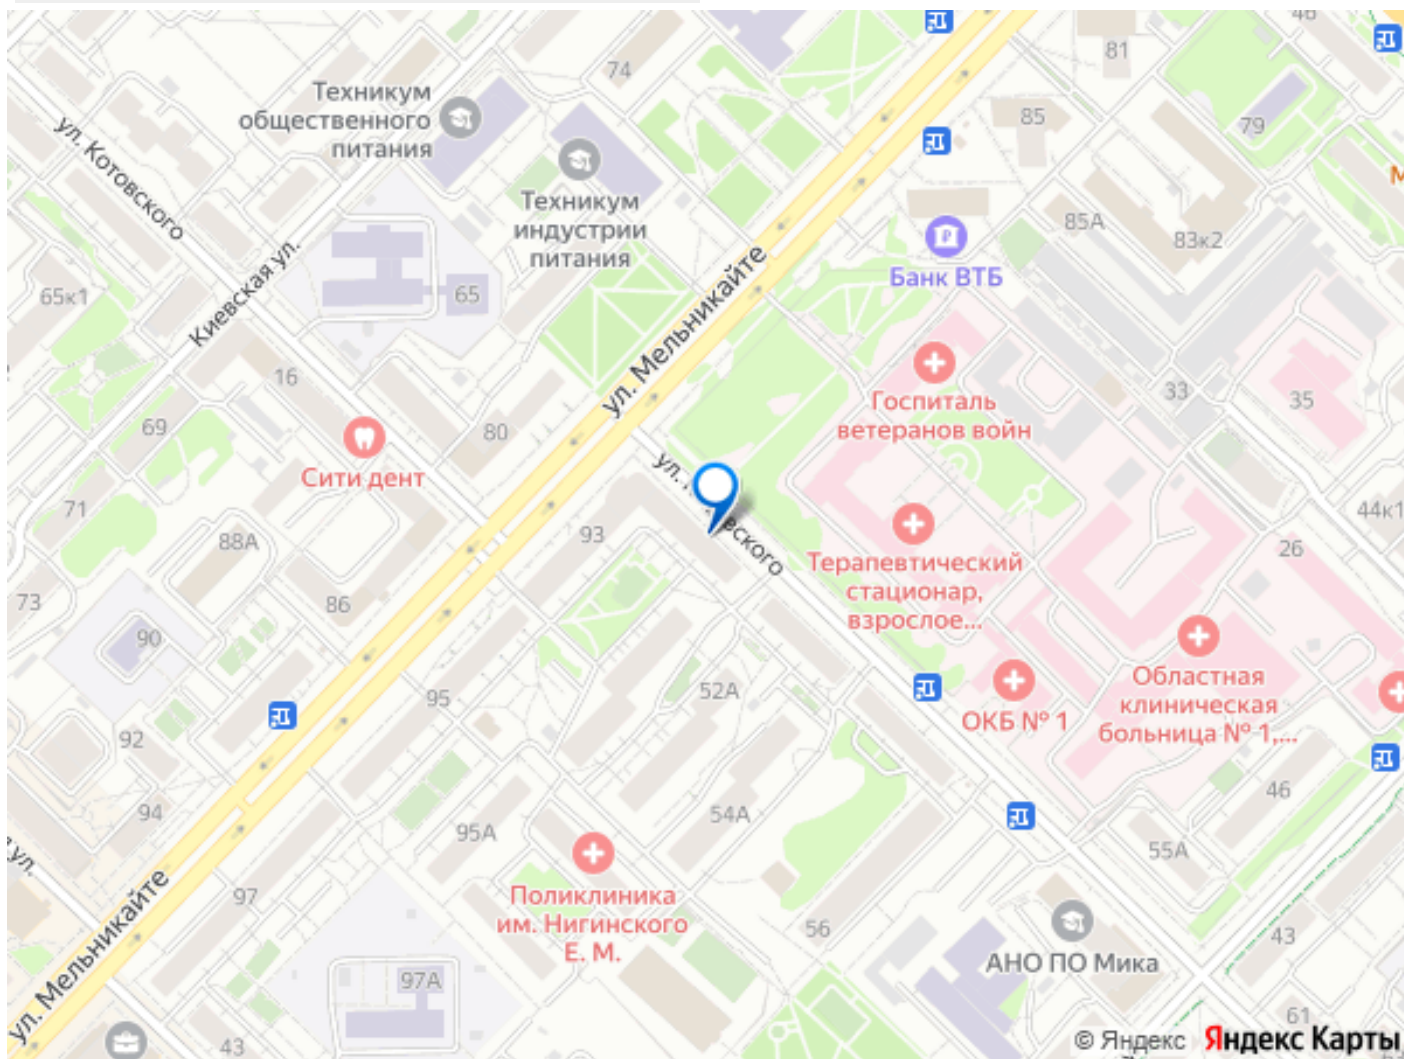 46
81
74
85
79
Техникум
общественного
питания
ул. Котовского
Техникум
индустрии
питания
85А
83к2
Банк ВТБ
65к1
Киевская ул.
65
ул. Мельникайте
Госпиталь
ветеранов войн
33
35
16
69
80
Сити дент
71
88А
93
ул.
вского
44к1
26
Терапевтический
стационар,
взрослое...
73
86
90
Областная
клиническая
больница № 1,...
ОКБ № 1
52А
95
92
94
46
54А
95А
55А
Поликлиника
им. Нигинского
Е. М.
97
56
ул.
ул. Мельникайте
43
АНО ПО Мика
97А
61
43
© Яндекс Яндекс Карты